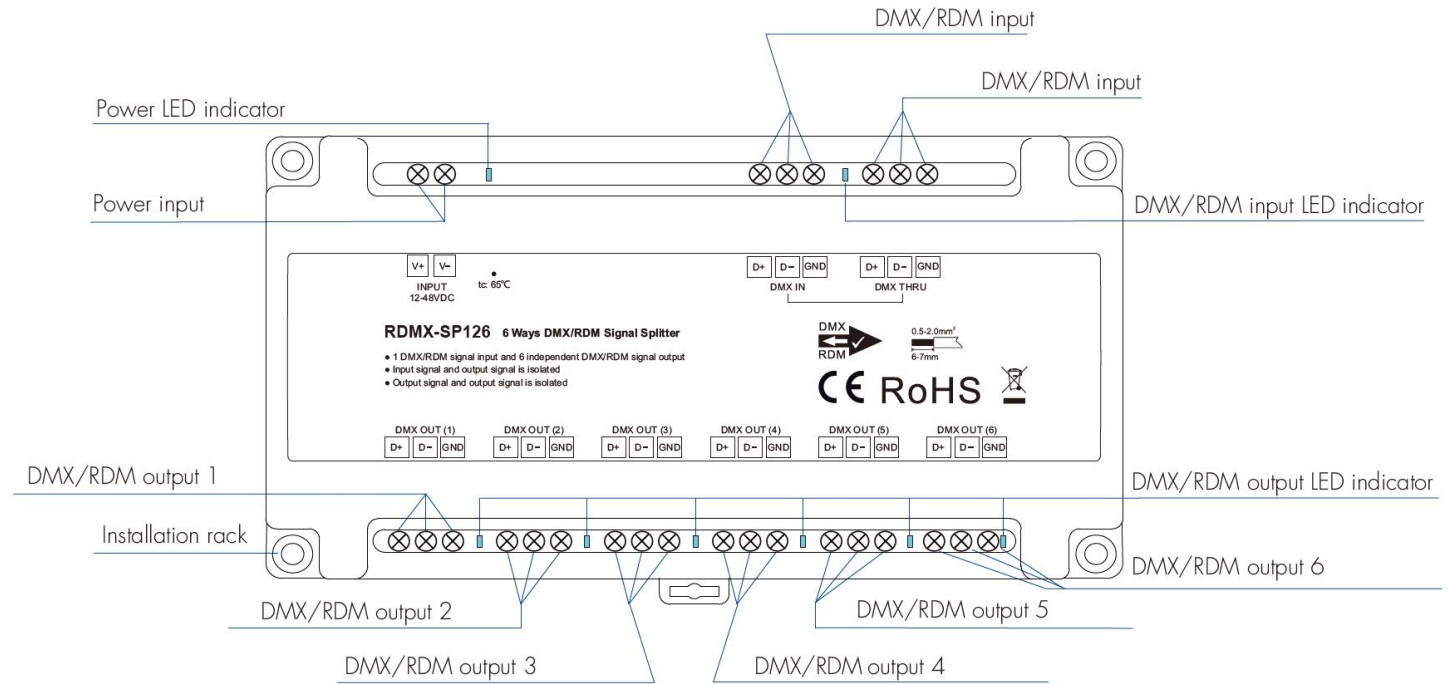 DMX/RDM input
DMX/RDM input
Power LED indicator
Power input
DMX/RDM input LED indicator
V+ V-
INPUT
12-48VDC
tc: 65℃
D+ D- GND
DMX IN
D+ D- GND
DMX THRU
RDMX-SP126 6 Ways DMX/RDM Signal Splitter
• 1 DMX/RDM signal input and 6 independent DMX/RDM signal output
• Input signal and output signal is isolated
• Output signal and output signal is isolated
DMX
RDM
0.5-2.0mm²
6-7mm
CE RoHS
DMX OUT (1)
D+ D- GND
DMX OUT (2)
D+ D- GND
DMX OUT (3)
D+ D- GND
DMX OUT (4)
D+ D- GND
DMX OUT (5)
D+ D- GND
DMX OUT (6)
D+ D- GND
DMX/RDM output 1
DMX/RDM output LED indicator
Installation rack
DMX/RDM output 6
DMX/RDM output 2
DMX/RDM output 5
DMX/RDM output 3
DMX/RDM output 4